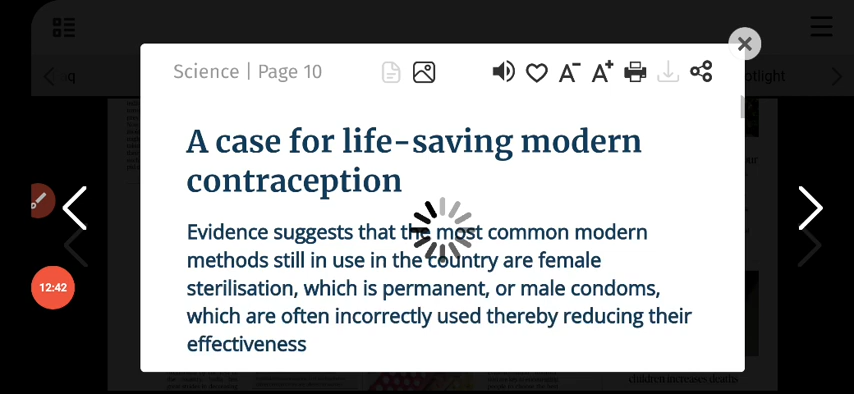 Science | Page 10
A- A+
A case for life-saving modern
contraception
Evidence suggests that the most common modern
methods still in use in the country are female
sterilisation, which is permanent, or male condoms,
which are often incorrectly used thereby reducing their
effectiveness
12:42
otlight
children increases deaths